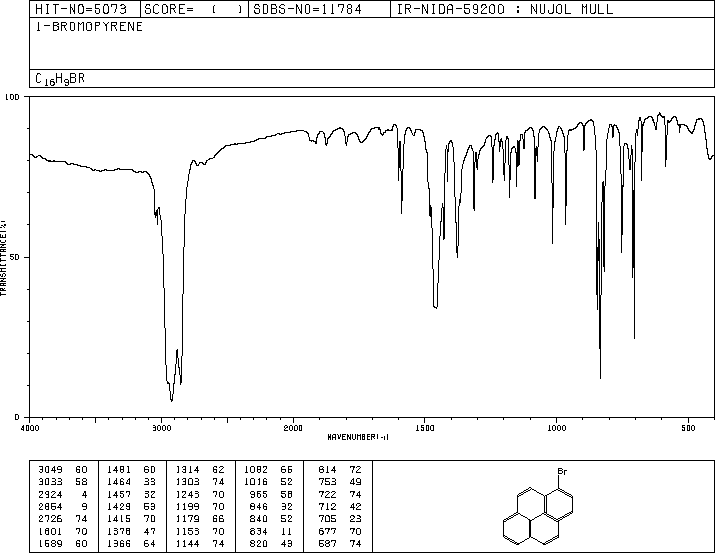 HIT-NO=5073 SCORE= ( ) SDBS-NO=11784 IR-NIDA-59200 : NUJOL MULL
1-BROMOPYRENE
C16H9BR
100
50
0
TRANSMITTANCE(%)
4000 3000 2000 1500 1000 500
WAVENUMBER(-1)
3049 60 1481 60 1314 62 1082 66 814 72
3033 58 1464 33 1303 74 1016 52 753 49
2924 4 1457 32 1243 70 965 58 722 74
2854 9 1429 53 1199 70 846 32 712 42
2726 74 1415 70 1179 66 840 52 705 23
1601 70 1378 47 1153 70 834 11 677 70
1589 60 1366 64 1144 74 820 43 587 74
Br